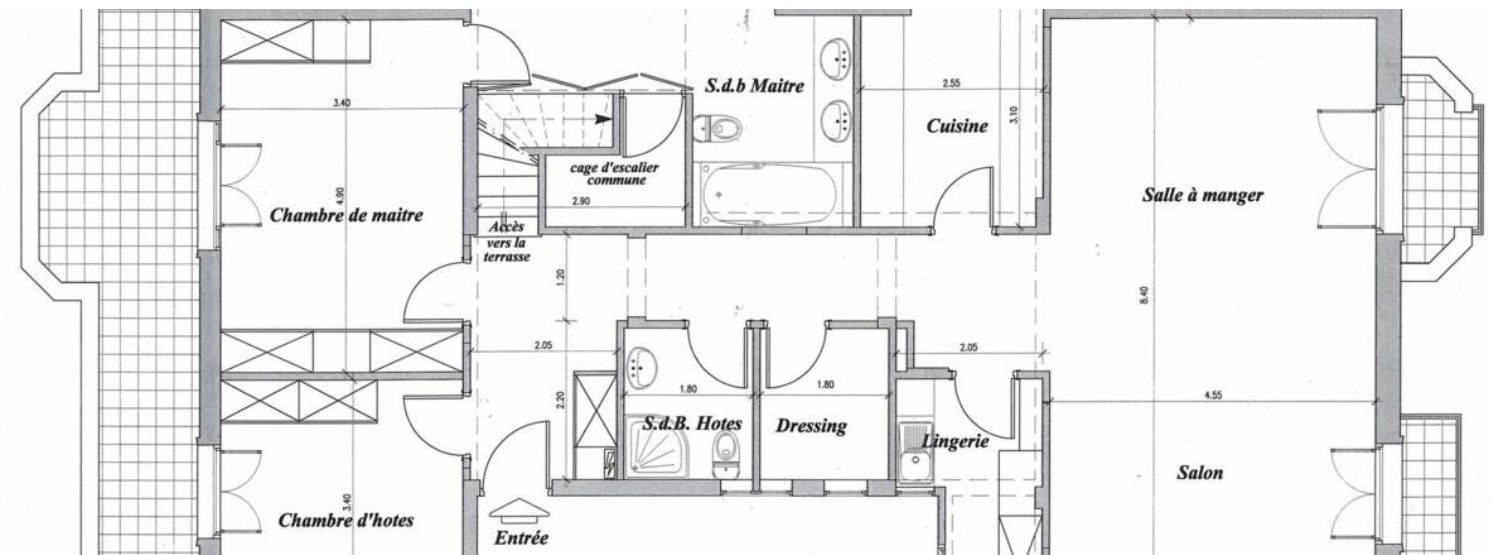 3.40
S.d.b Maitre
2.55
3.10
Cuisine
cage d'escalier
commune
2.90
4.90
Chambre de maitre
Accès
vers la
terrasse
Salle à manger
1.20
8.40
2.05
2.05
1.80
1.80
4.55
2.20
S.d.B. Hotes
Dressing
Lingerie
Salon
3.40
Chambre d'hotes
Entrée